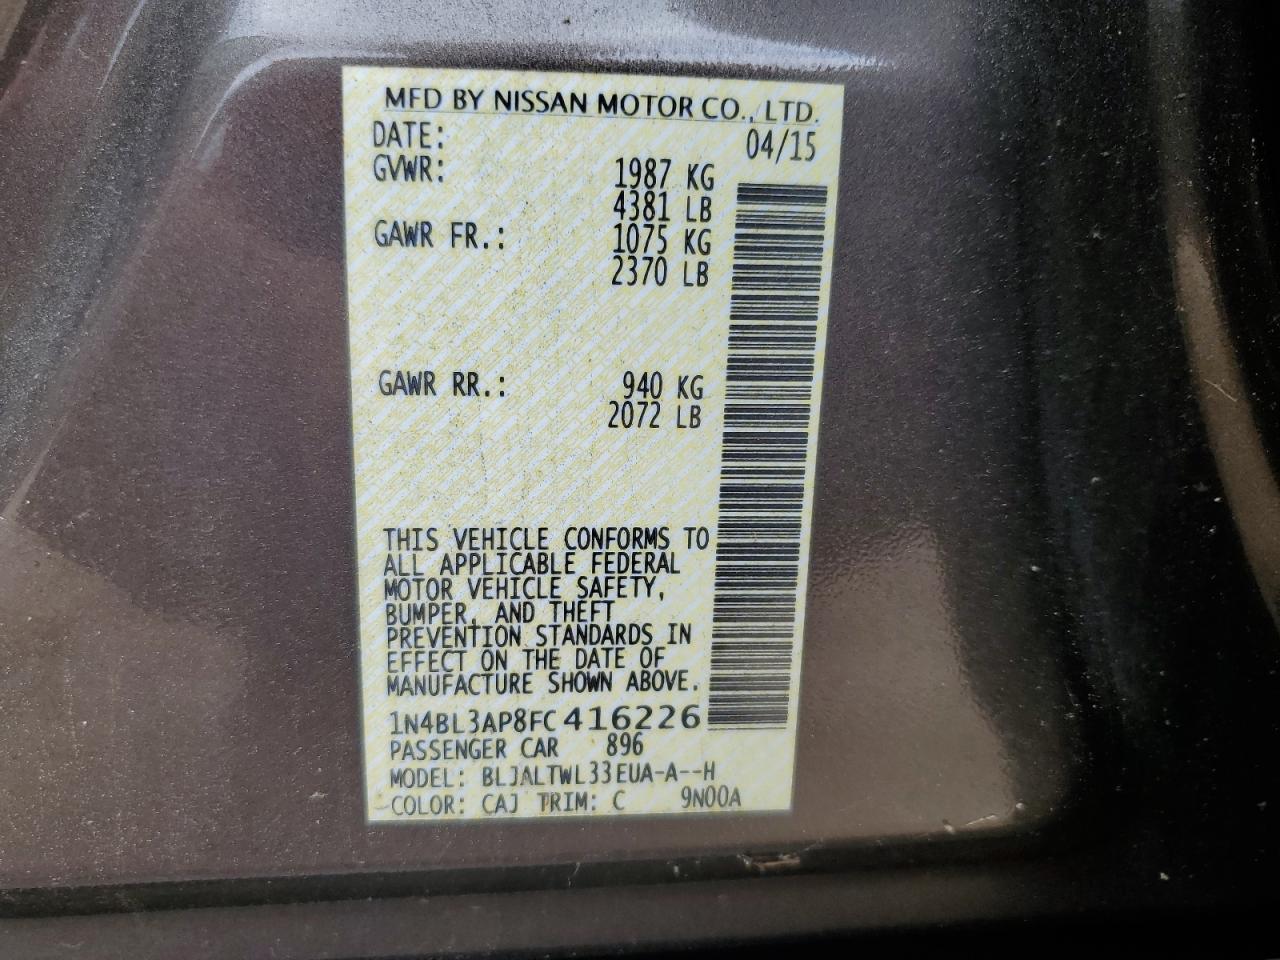 MFD BY NISSAN MOTOR CO., LTD.
DATE: 04/15
GVWR: 1987 KG
4381 LB
GAWR FR.: 1075 KG
2370 LB
GAWR RR.: 940 KG
2072 LB
THIS VEHICLE CONFORMS TO
ALL APPLICABLE FEDERAL
MOTOR VEHICLE SAFETY,
BUMPER, AND THEFT
PREVENTION STANDARDS IN
EFFECT ON THE DATE OF
MANUFACTURE SHOWN ABOVE.
1N4BL3AP8FC416226
PASSENGER CAR 896
MODEL: BLJALTWL33EUA-A--H
COLOR: CAJ TRIM: C 9N00A